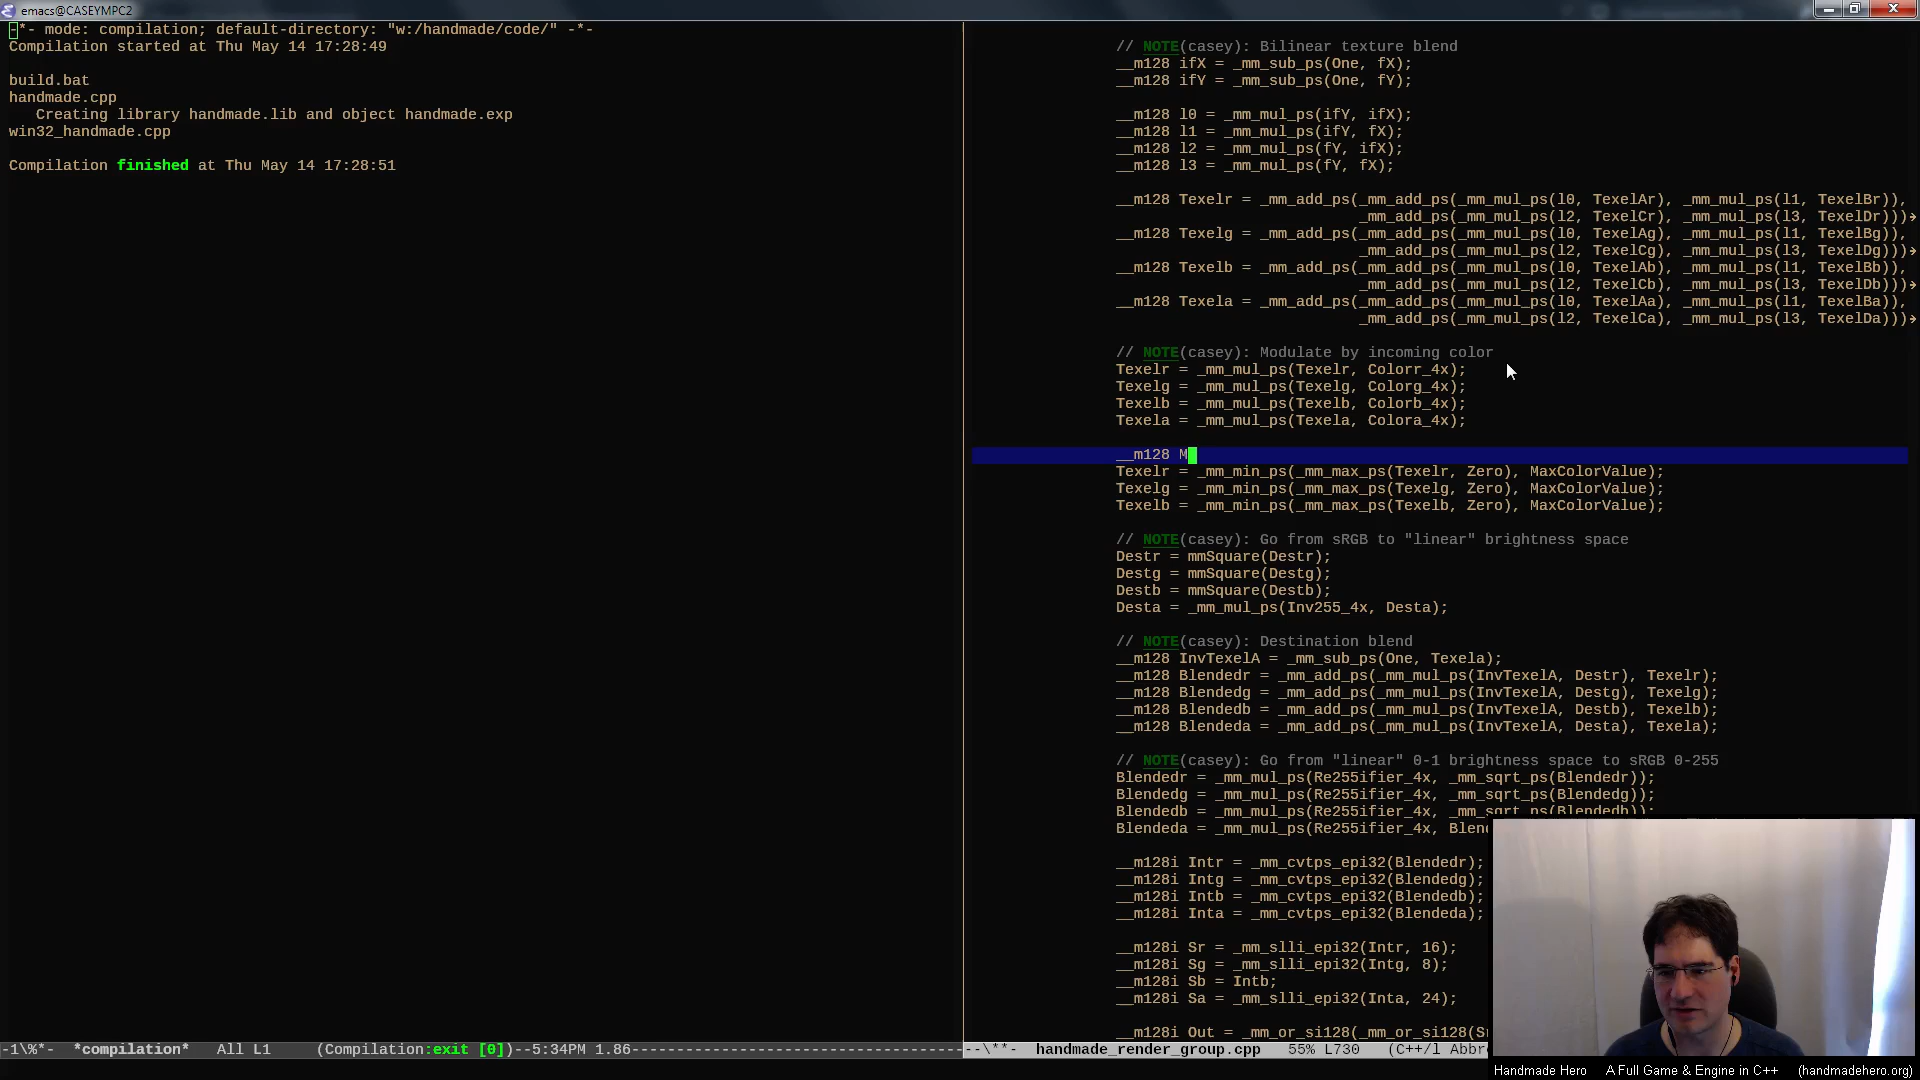 emacs@CASEYMPC2
-*- mode: compilation; default-directory: "w:/handmade/code/" -*-
Compilation started at Thu May 14 17:28:49
build.bat
handmade.cpp
   Creating library handmade.lib and object handmade.exp
win32_handmade.cpp
Compilation finished at Thu May 14 17:28:51
-1\%*-  *compilation*   All L1     (Compilation:exit [0])--5:34PM 1.86
// NOTE(casey): Bilinear texture blend
__m128 ifX = _mm_sub_ps(One, fX);
__m128 ifY = _mm_sub_ps(One, fY);
__m128 l0 = _mm_mul_ps(ifY, ifX);
__m128 l1 = _mm_mul_ps(ifY, fX);
__m128 l2 = _mm_mul_ps(fY, ifX);
__m128 l3 = _mm_mul_ps(fY, fX);
__m128 Texelr = _mm_add_ps(_mm_add_ps(_mm_mul_ps(l0, TexelAr), _mm_mul_ps(l1, TexelBr)),
_mm_add_ps(_mm_mul_ps(l2, TexelCr), _mm_mul_ps(l3, TexelDr)))
__m128 Texelg = _mm_add_ps(_mm_add_ps(_mm_mul_ps(l0, TexelAg), _mm_mul_ps(l1, TexelBg)),
_mm_add_ps(_mm_mul_ps(l2, TexelCg), _mm_mul_ps(l3, TexelDg)))
__m128 Texelb = _mm_add_ps(_mm_add_ps(_mm_mul_ps(l0, TexelAb), _mm_mul_ps(l1, TexelBb)),
_mm_add_ps(_mm_mul_ps(l2, TexelCb), _mm_mul_ps(l3, TexelDb)))
__m128 Texela = _mm_add_ps(_mm_add_ps(_mm_mul_ps(l0, TexelAa), _mm_mul_ps(l1, TexelBa)),
_mm_add_ps(_mm_mul_ps(l2, TexelCa), _mm_mul_ps(l3, TexelDa)))
// NOTE(casey): Modulate by incoming color
Texelr = _mm_mul_ps(Texelr, Colorr_4x);
Texelg = _mm_mul_ps(Texelg, Colorg_4x);
Texelb = _mm_mul_ps(Texelb, Colorb_4x);
Texela = _mm_mul_ps(Texela, Colora_4x);
__m128 M
Texelr = _mm_min_ps(_mm_max_ps(Texelr, Zero), MaxColorValue);
Texelg = _mm_min_ps(_mm_max_ps(Texelg, Zero), MaxColorValue);
Texelb = _mm_min_ps(_mm_max_ps(Texelb, Zero), MaxColorValue);
// NOTE(casey): Go from sRGB to "linear" brightness space
Destr = mmSquare(Destr);
Destg = mmSquare(Destg);
Destb = mmSquare(Destb);
Desta = _mm_mul_ps(Inv255_4x, Desta);
// NOTE(casey): Destination blend
__m128 InvTexelA = _mm_sub_ps(One, Texela);
__m128 Blendedr = _mm_add_ps(_mm_mul_ps(InvTexelA, Destr), Texelr);
__m128 Blendedg = _mm_add_ps(_mm_mul_ps(InvTexelA, Destg), Texelg);
__m128 Blendedb = _mm_add_ps(_mm_mul_ps(InvTexelA, Destb), Texelb);
__m128 Blendeda = _mm_add_ps(_mm_mul_ps(InvTexelA, Desta), Texela);
// NOTE(casey): Go from "linear" 0-1 brightness space to sRGB 0-255
Blendedr = _mm_mul_ps(Re255ifier_4x, _mm_sqrt_ps(Blendedr));
Blendedg = _mm_mul_ps(Re255ifier_4x, _mm_sqrt_ps(Blendedg));
Blendedb = _mm_mul_ps(Re255ifier_4x, _mm_sqrt_ps(Blendedb));
Blendeda = _mm_mul_ps(Re255ifier_4x, Blen
__m128i Intr = _mm_cvtps_epi32(Blendedr);
__m128i Intg = _mm_cvtps_epi32(Blendedg);
__m128i Intb = _mm_cvtps_epi32(Blendedb);
__m128i Inta = _mm_cvtps_epi32(Blendeda);
__m128i Sr = _mm_slli_epi32(Intr, 16);
__m128i Sg = _mm_slli_epi32(Intg, 8);
__m128i Sb = Intb;
__m128i Sa = _mm_slli_epi32(Inta, 24);
__m128i Out = _mm_or_si128(_mm_or_si128(Sr
--\**-  handmade_render_group.cpp   55% L730   (C++/l Abbre
Handmade Hero   A Full Game & Engine in C++   (handmadehero.org)